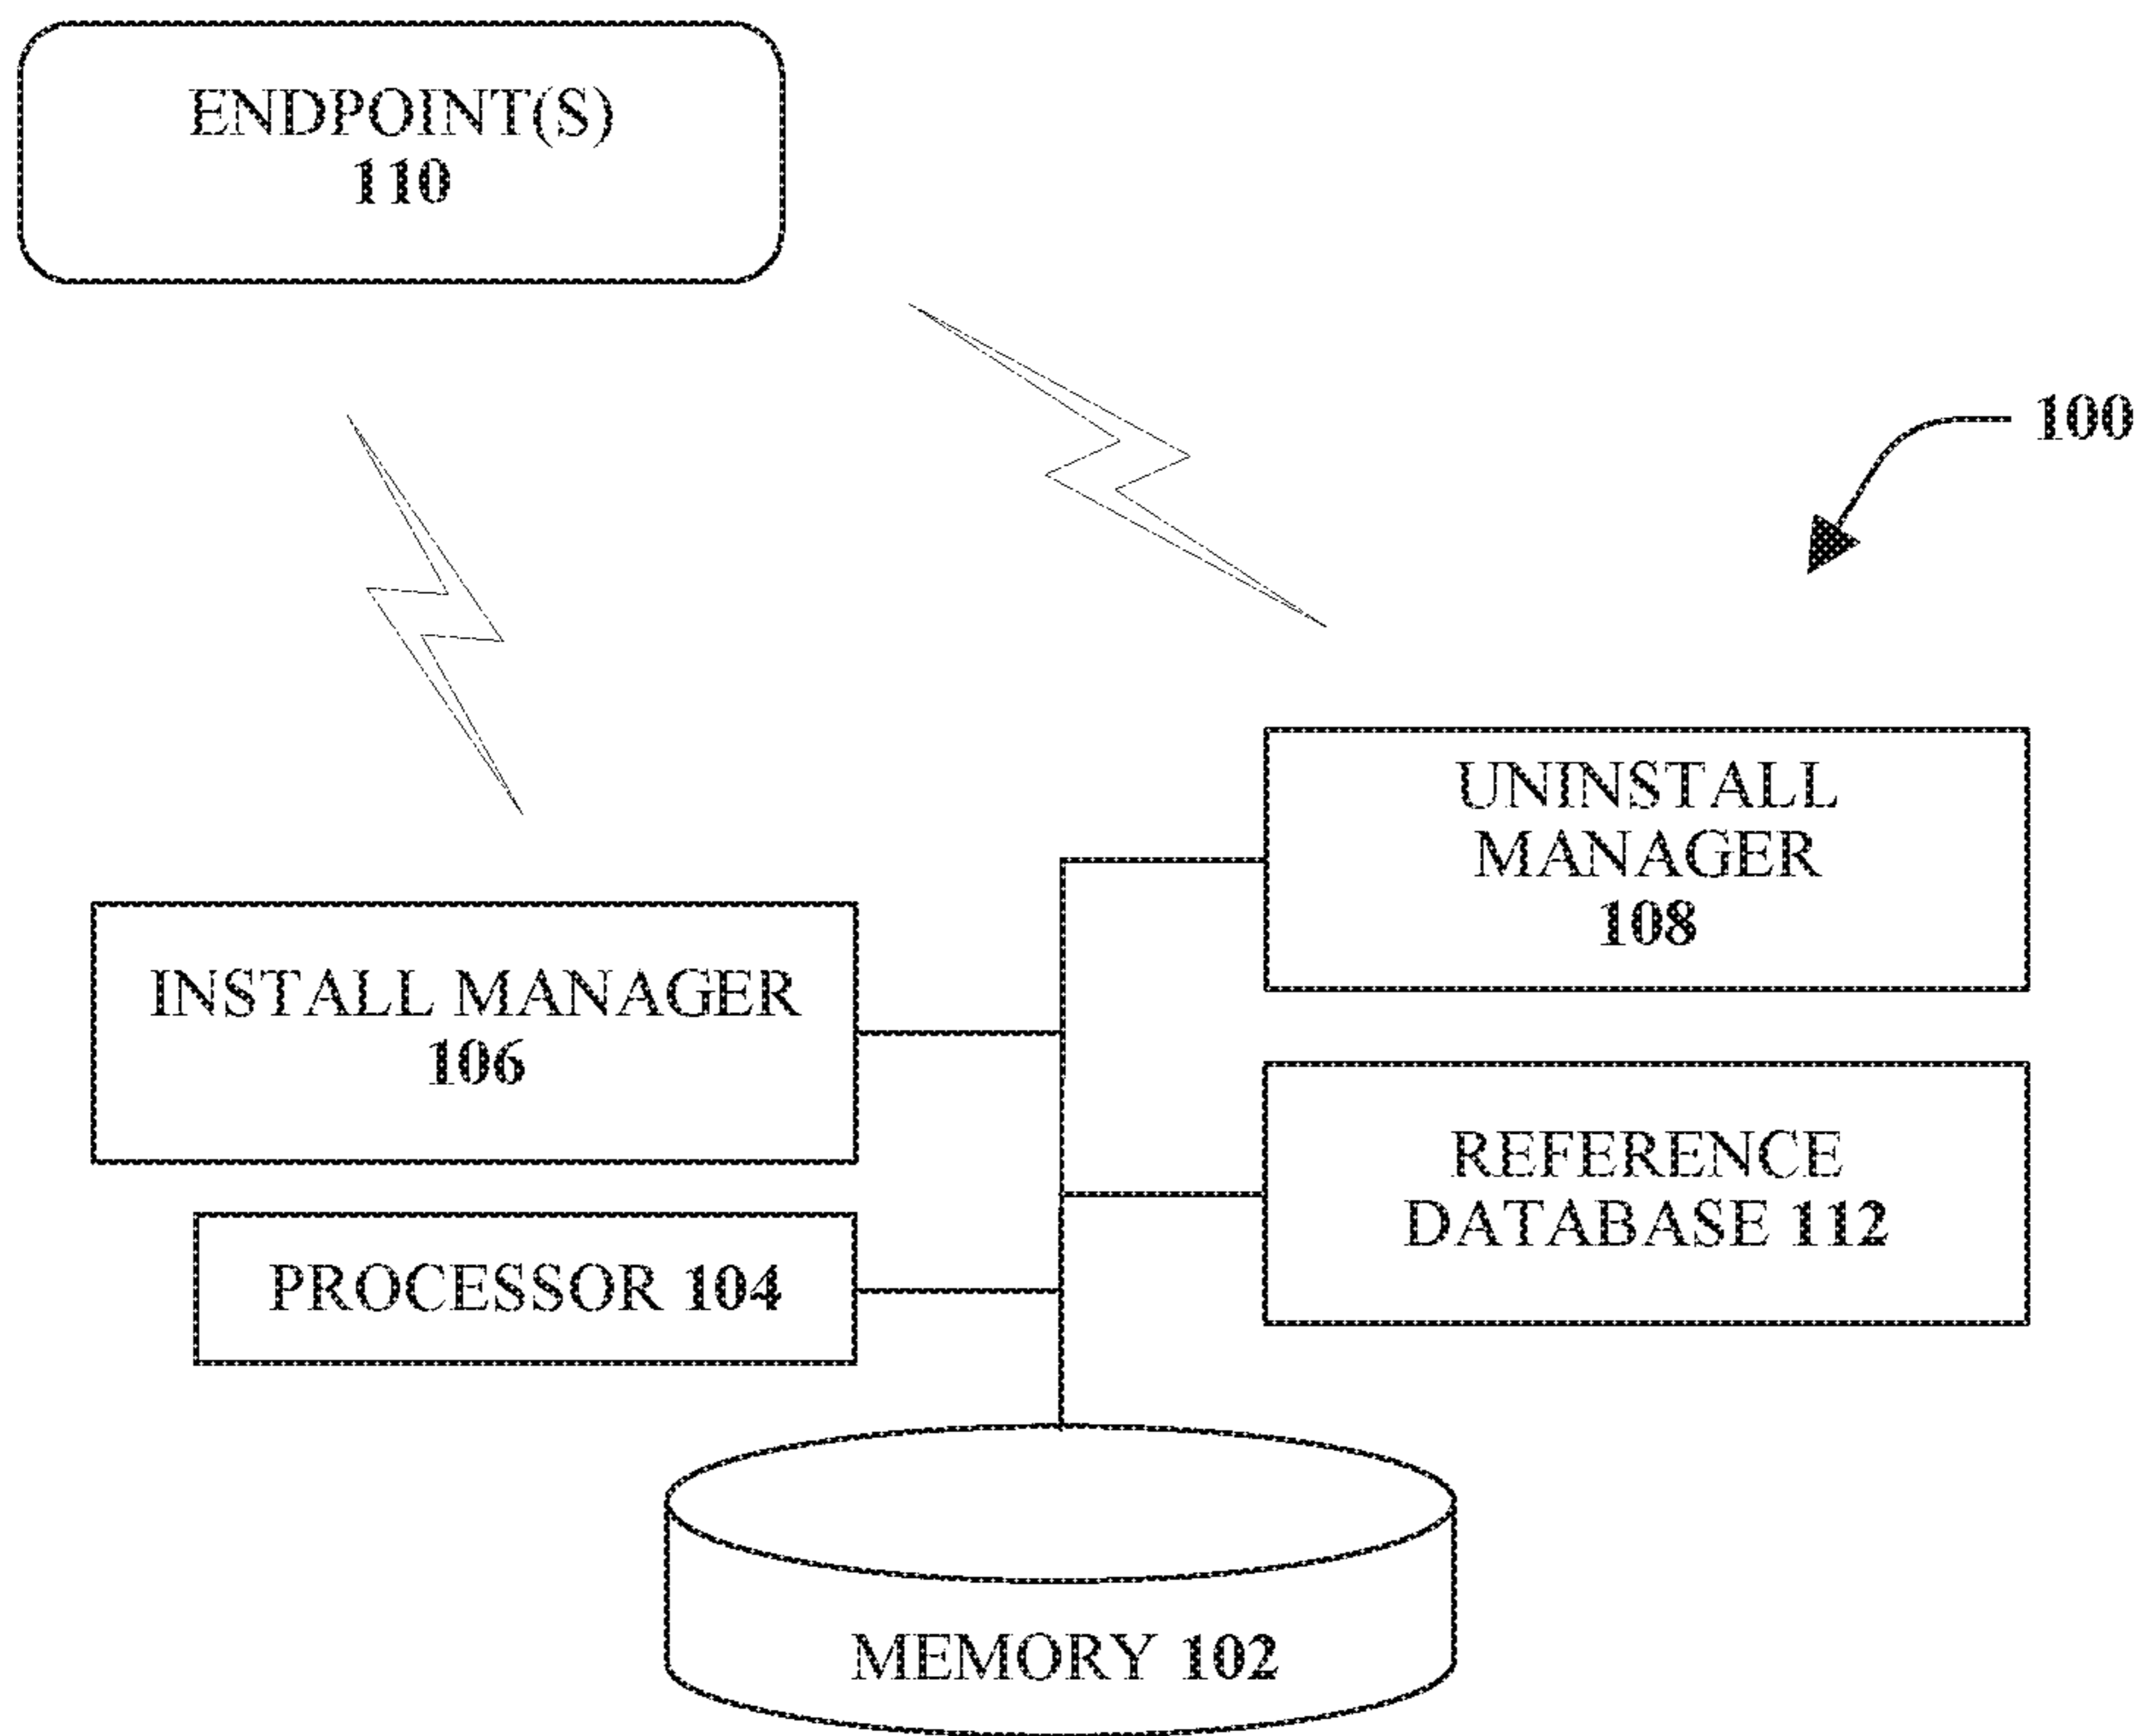 ENDPOINT(S)
110
100
UNINSTALL
MANAGER
108
INSTALL MANAGER
106
REFERENCE
DATABASE 112
PROCESSOR 104
MEMORY 102